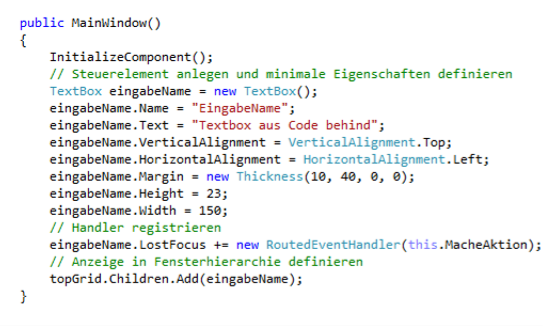 public MainWindow()
{
InitializeComponent();
// Steuerelement anlegen und minimale Eigenschaften definieren
TextBox eingabeName = new TextBox();
eingabeName.Name = "EingabeName";
eingabeName.Text = "Textbox aus Code behind";
eingabeName.VerticalAlignment = VerticalAlignment.Top;
eingabeName.HorizontalAlignment = HorizontalAlignment.Left;
eingabeName.Margin = new Thickness(10, 40, 0, 0);
eingabeName.Height = 23;
eingabeName.Width = 150;
// Handler registrieren
eingabeName.LostFocus += new RoutedEventHandler(this.MacheAktion);
// Anzeige in Fensterhierarchie definieren
topGrid.Children.Add(eingabeName);
}